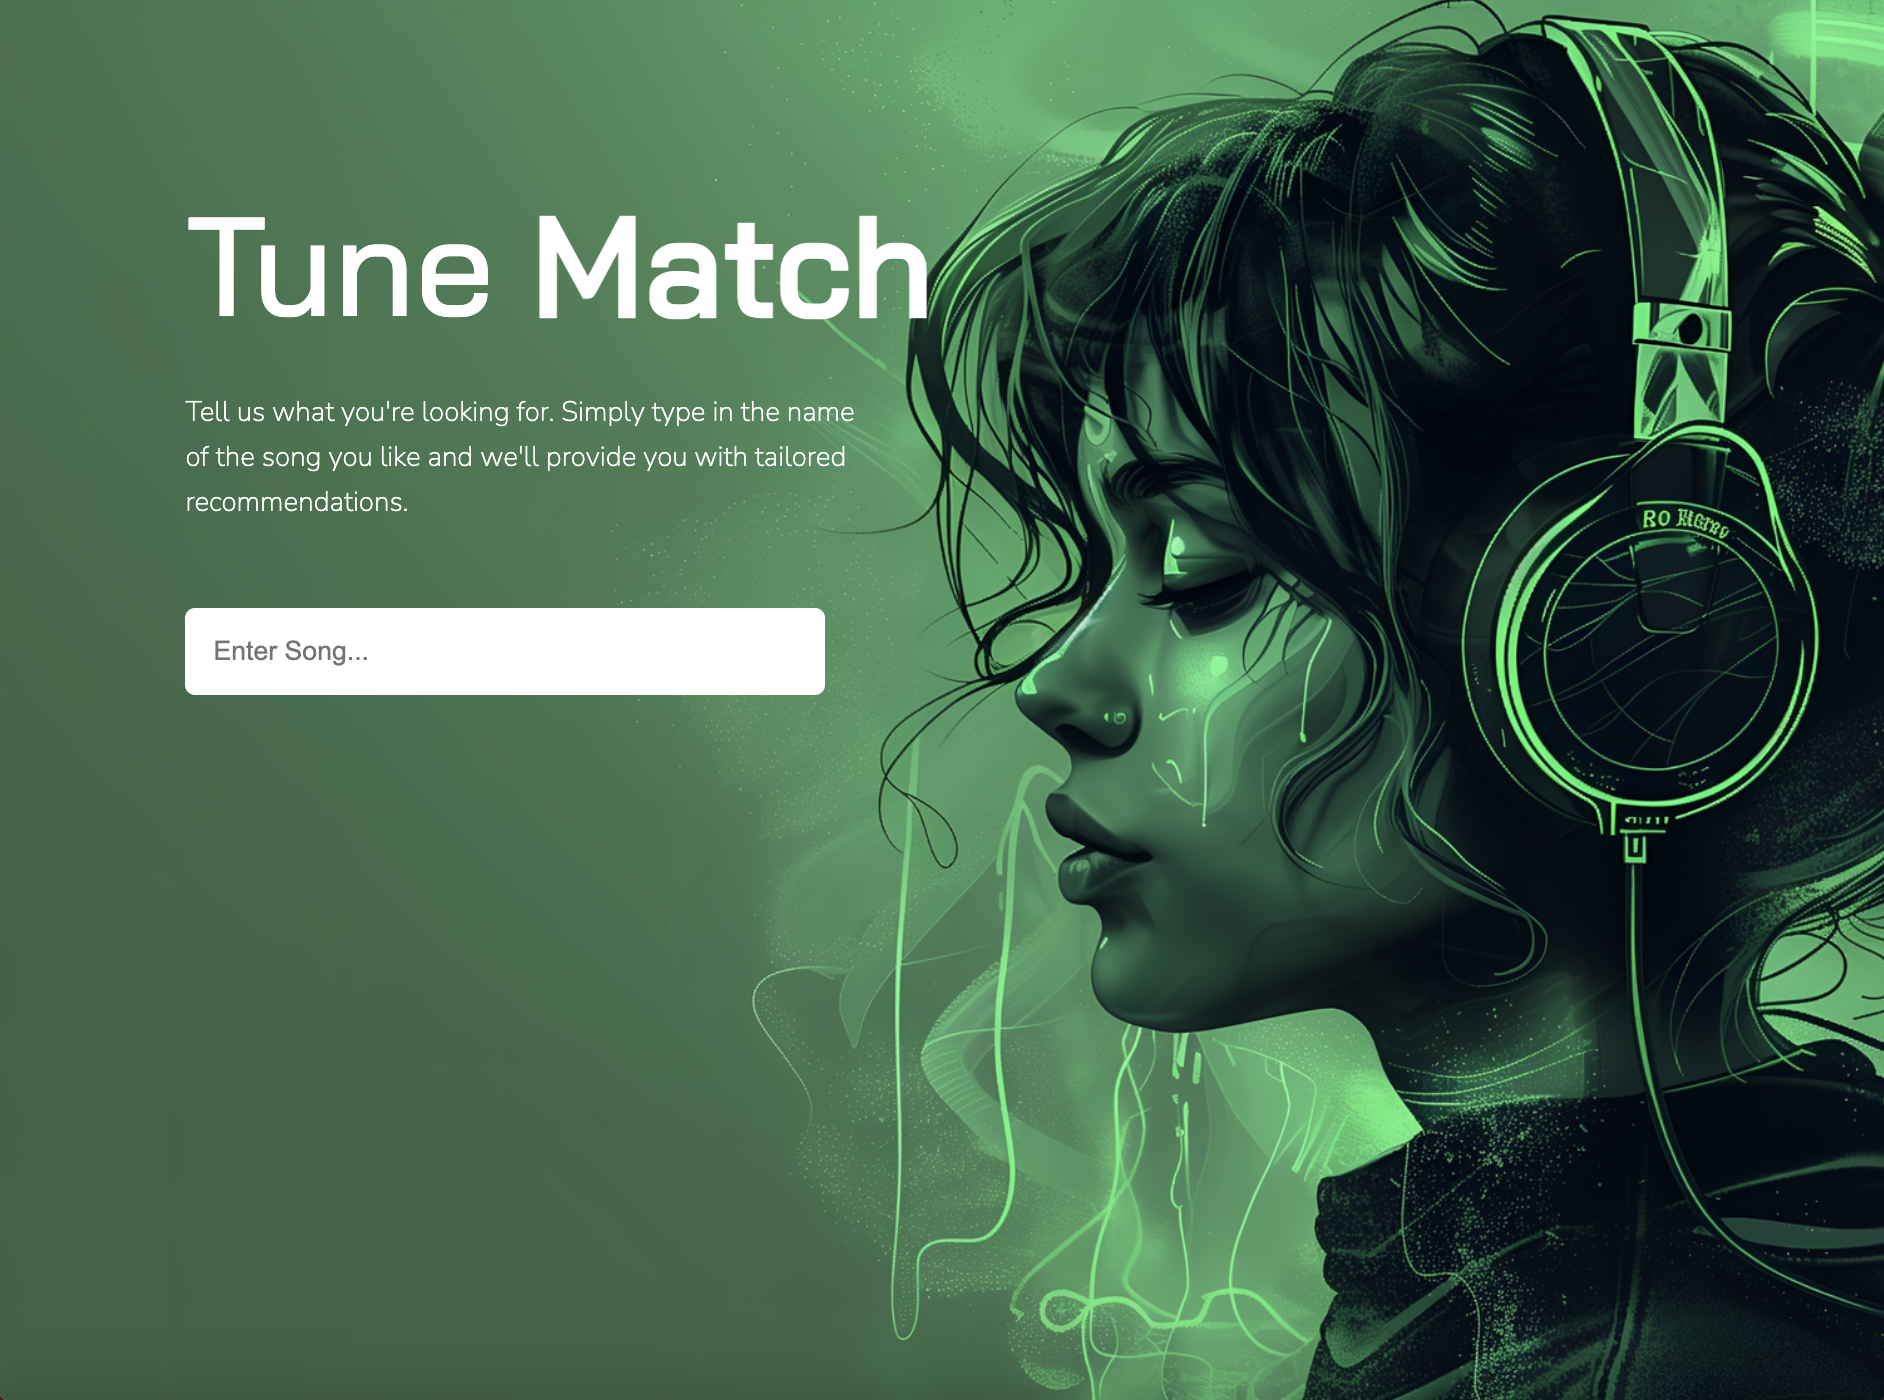 Tune Match
Tell us what you're looking for. Simply type in the name
of the song you like and we'll provide you with tailored
recommendations.
Enter Song...
RO